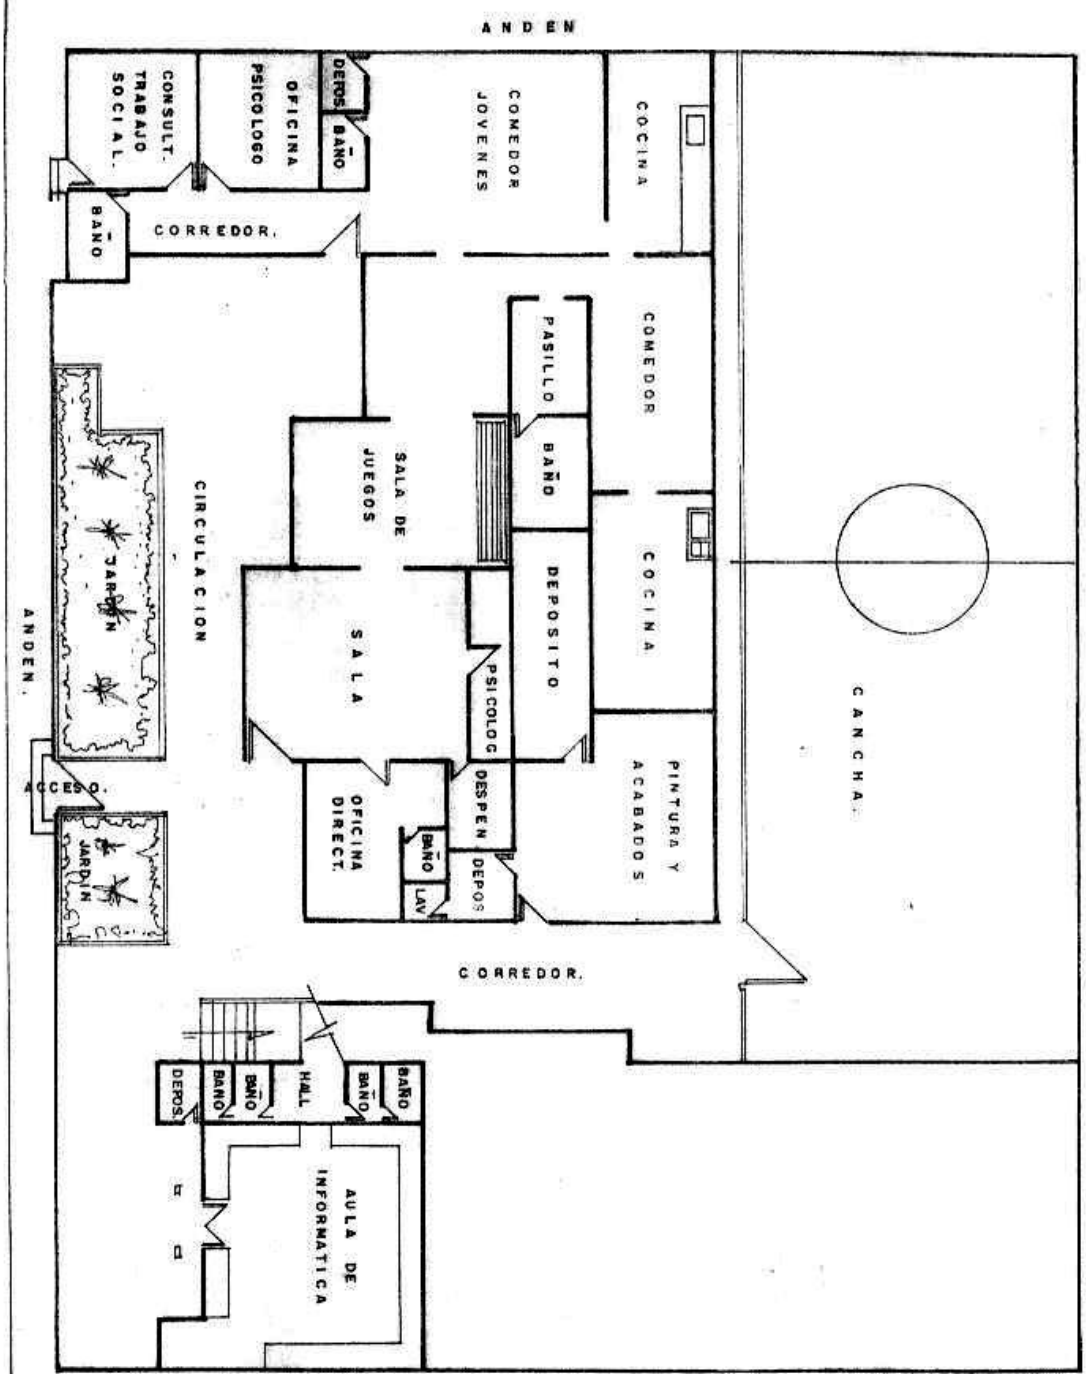 ANDEN
CONSULT.
TRABAJO
SOCIAL.
OFICINA
PSICOLOGO
DEPOS.
BAÑO
COMEDOR
JOVENES
COCINA
BAÑO
CORREDOR.
PASILLO
COMEDOR
BAÑO
SALA DE
JUEGOS
CIRCULACION
JARDIN
ANDEN.
DEPOSITO
COCINA
SALA
PSICOLOG
CANCHA.
ACCESO.
JARDIN
OFICINA
DIRECT.
DESPEN.
BAÑO
LAV
DEPOS
PINTURA Y
ACABADOS
CORREDOR.
DEPOS.
BAÑO
BAÑO
HALL
BAÑO
BAÑO
AULA DE
INFORMATICA